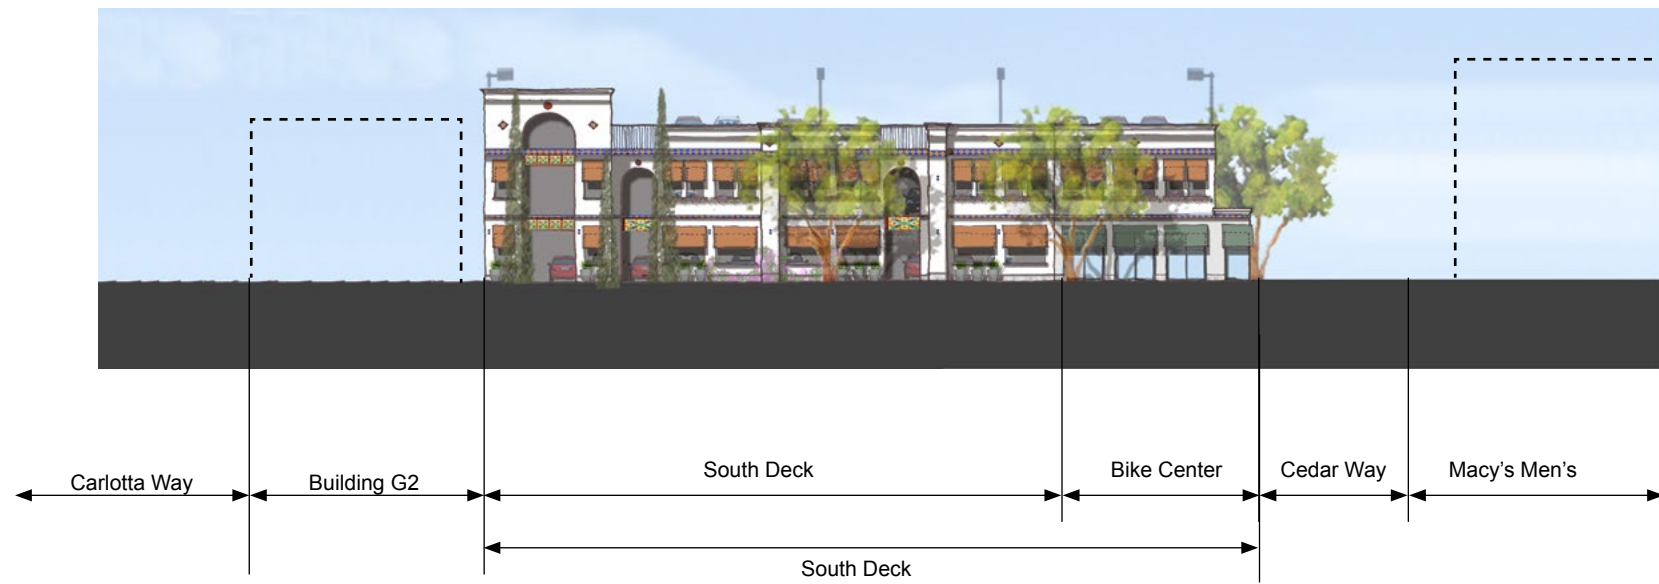 Carlotta Way
Building G2
South Deck
Bike Center
Cedar Way
Macy’s Men’s
South Deck